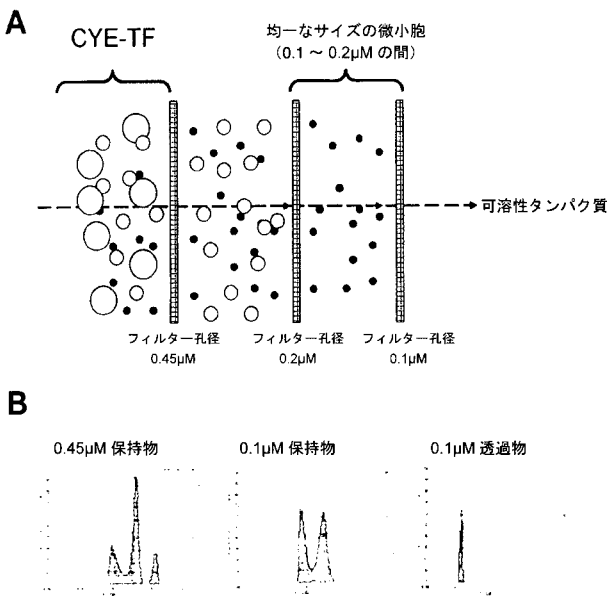 A
CYE-TF
均一なサイズの微小胞
（0.1 ～ 0.2µM の間）
可溶性タンパク質
フィルター孔径
0.45µM
フィルター孔径
0.2µM
フィルター孔径
0.1µM
B
0.45µM 保持物
0.1µM 保持物
0.1µM 透過物